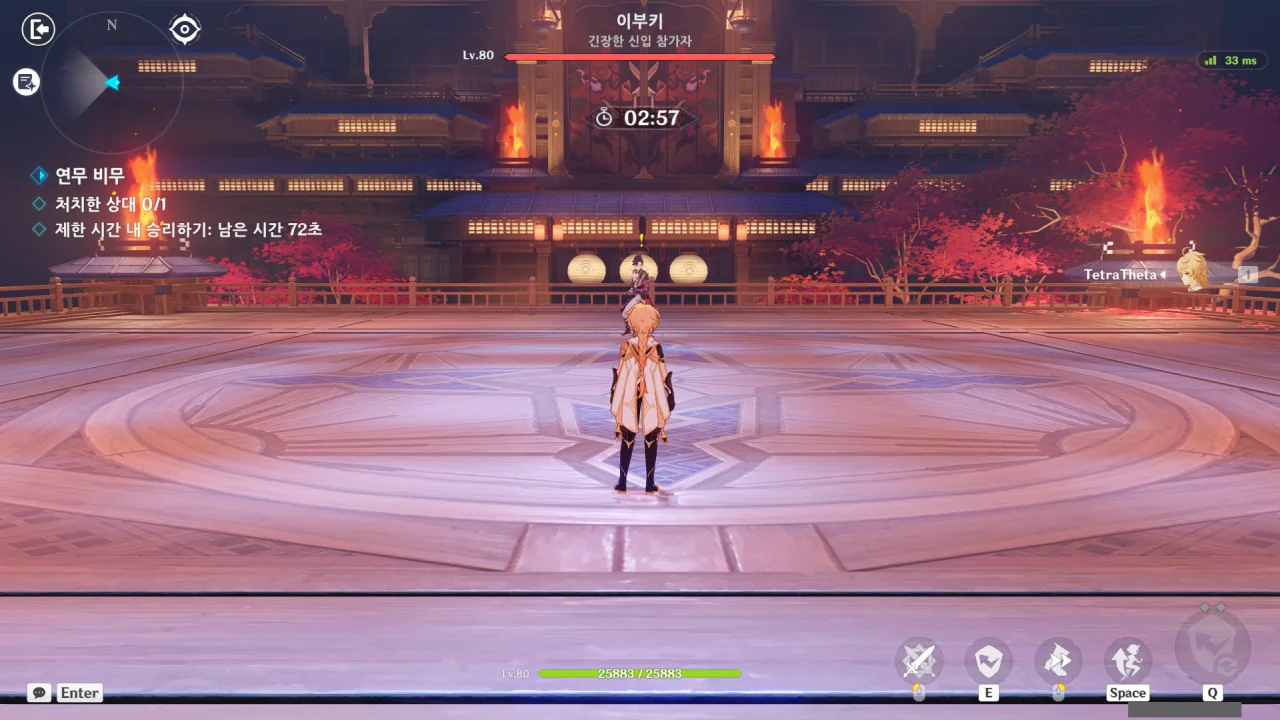 N
이부키
긴장한 신입 참가자
Lv.80
33 ms
02:57
연무 비무
처치한 상대 0/1
제한 시간 내 승리하기: 남은 시간 72초
TetraTheta
1
Lv.80
25883 / 25883
E
Space
Q
Enter